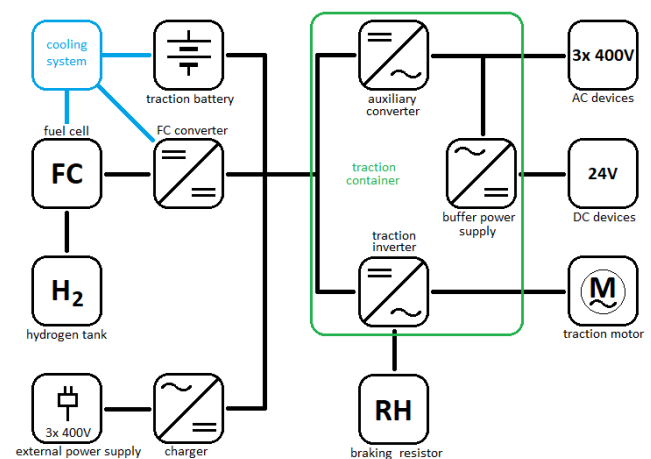 cooling
system
traction battery
auxiliary
converter
3x 400V
AC devices
fuel cell
FC
FC converter
traction
container
buffer power
supply
24V
DC devices
H2
hydrogen tank
traction
inverter
M
traction motor
3x 400V
external power supply
charger
RH
braking resistor